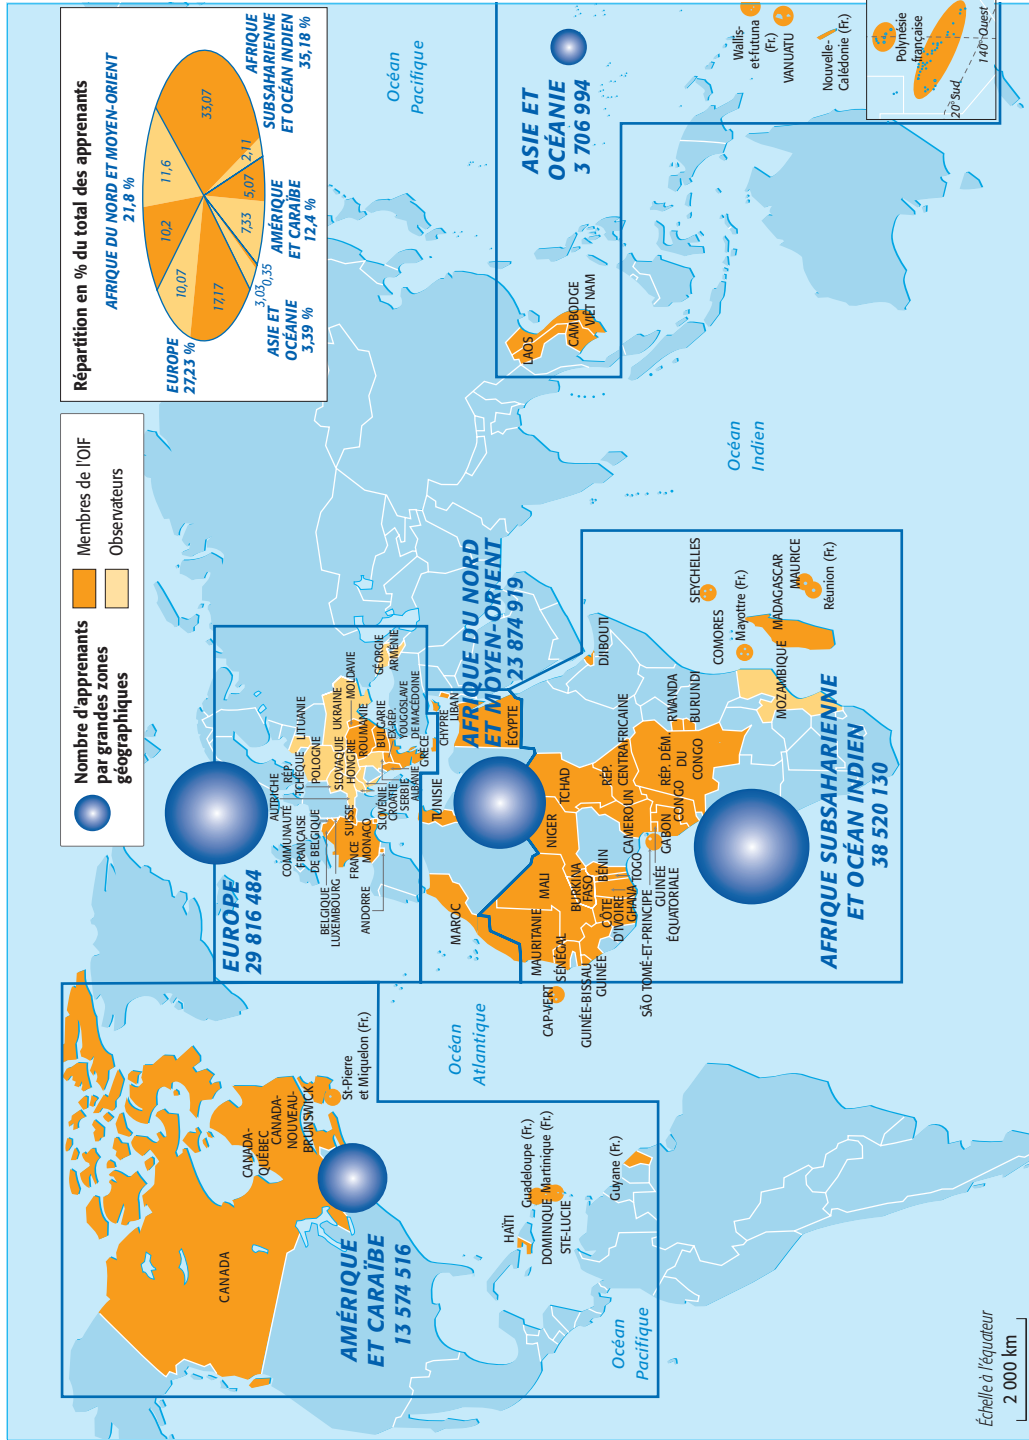 Nombre d'apprenants
par grandes zones
géographiques
Membres de l'OIF
Observateurs
Répartition en % du total des apprenants
AFRIQUE DU NORD ET MOYEN-ORIENT
21,8 %
EUROPE
27,23 %
ASIE ET
OCÉANIE
3,39 %
AMÉRIQUE
ET CARAÏBE
12,4 %
AFRIQUE
SUBSAHARIENNE
ET OCÉAN INDIEN
35,18 %
10,2
11,6
33,07
2,11
5,07
7,33
0,35
3,03
17,17
10,07
AMÉRIQUE
ET CARAÏBE
13 574 516
CANADA
CANADA-
QUÉBEC
CANADA-
NOUVEAU-
BRUNSWICK
St-Pierre
et Miquelon (Fr.)
HAÏTI
Guadeloupe (Fr.)
DOMINIQUE
Martinique (Fr.)
STE-LUCIE
Guyane (Fr.)
Océan
Pacifique
Océan
Atlantique
EUROPE
29 816 484
COMMUNAUTÉ
FRANÇAISE
DE BELGIQUE
BELGIQUE
LUXEMBOURG
FRANCE
MONACO
ANDORRE
SUISSE
AUTRICHE
RÉP.
TCHÈQUE
POLOGNE
LITUANIE
SLOVAQUIE
HONGRIE
UKRAINE
ROUMANIE
MOLDAVIE
BULGARIE
EX-RÉP.
YOUGOSLAVE
DE MACÉDOINE
SLOVÉNIE
CROATIE
SERBIE
ALBANIE
GRÈCE
GÉORGIE
ARMÉNIE
CHYPRE
LIBAN
AFRIQUE DU NORD
ET MOYEN-ORIENT
23 874 919
MAROC
TUNISIE
ÉGYPTE
MAURITANIE
MALI
NIGER
TCHAD
CAP-VERT
SÉNÉGAL
GUINÉE-BISSAU
GUINÉE
BURKINA
FASO
CÔTE
D'IVOIRE
GHANA
TOGO
BÉNIN
CAMEROUN
RÉP.
CENTRAFRICAINE
SÃO TOMÉ-ET-PRINCIPE
GUINÉE
ÉQUATORIALE
GABON
CONGO
RÉP. DÉM.
DU
CONGO
RWANDA
BURUNDI
DJIBOUTI
SEYCHELLES
COMORES
Mayottre (Fr.)
MADAGASCAR
MAURICE
Réunion (Fr.)
MOZAMBIQUE
AFRIQUE SUBSAHARIENNE
ET OCÉAN INDIEN
38 520 130
Océan
Indien
LAOS
CAMBODGE
VIÊT NAM
ASIE ET
OCÉANIE
3 706 994
Océan
Pacifique
Wallis-
et-futuna
(Fr.)
VANUATU
Nouvelle-
Calédonie (Fr.)
Polynésie
française
20° Sud
140° Ouest
Échelle à l'équateur
2 000 km